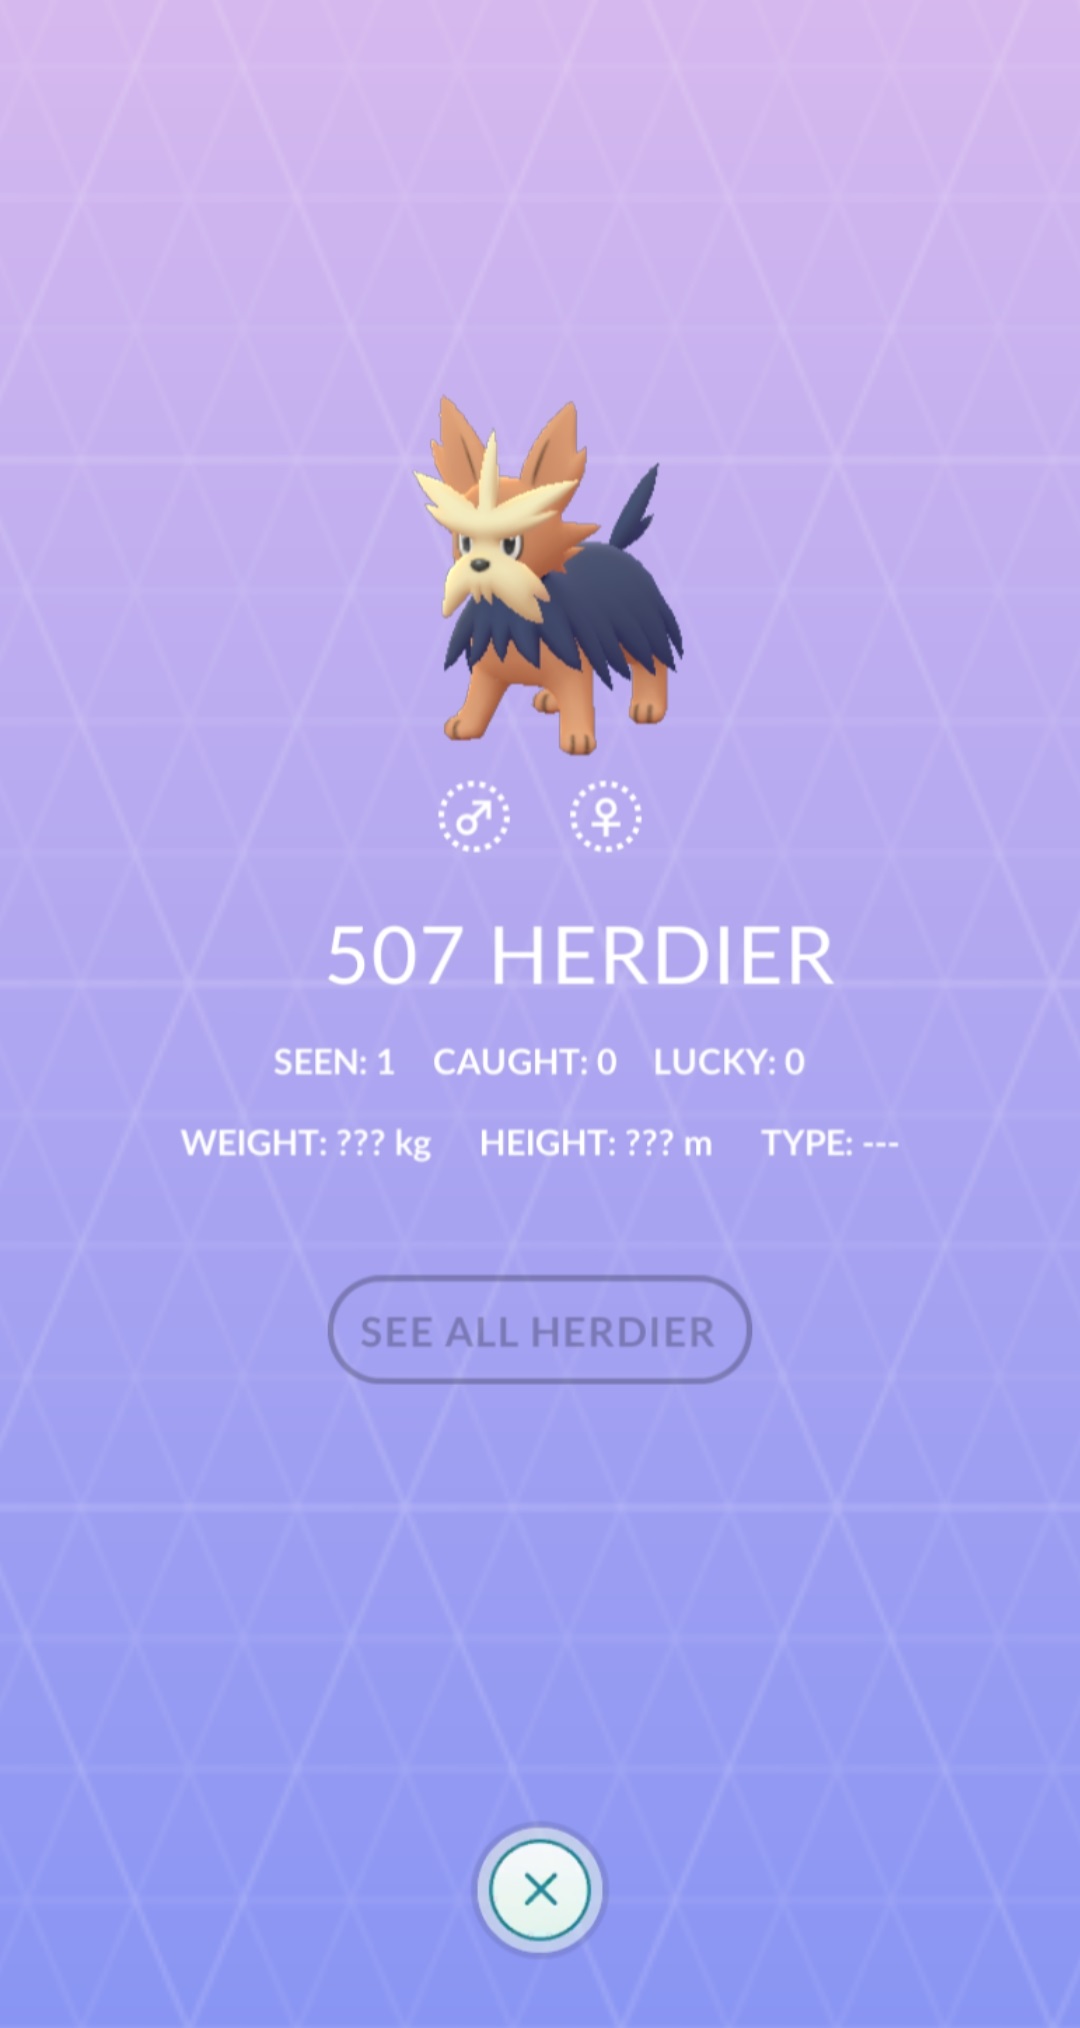 ♂ ♀
507 HERDIER
SEEN: 1 CAUGHT: 0 LUCKY: 0
WEIGHT: ??? kg HEIGHT: ??? m TYPE: ---
SEE ALL HERDIER